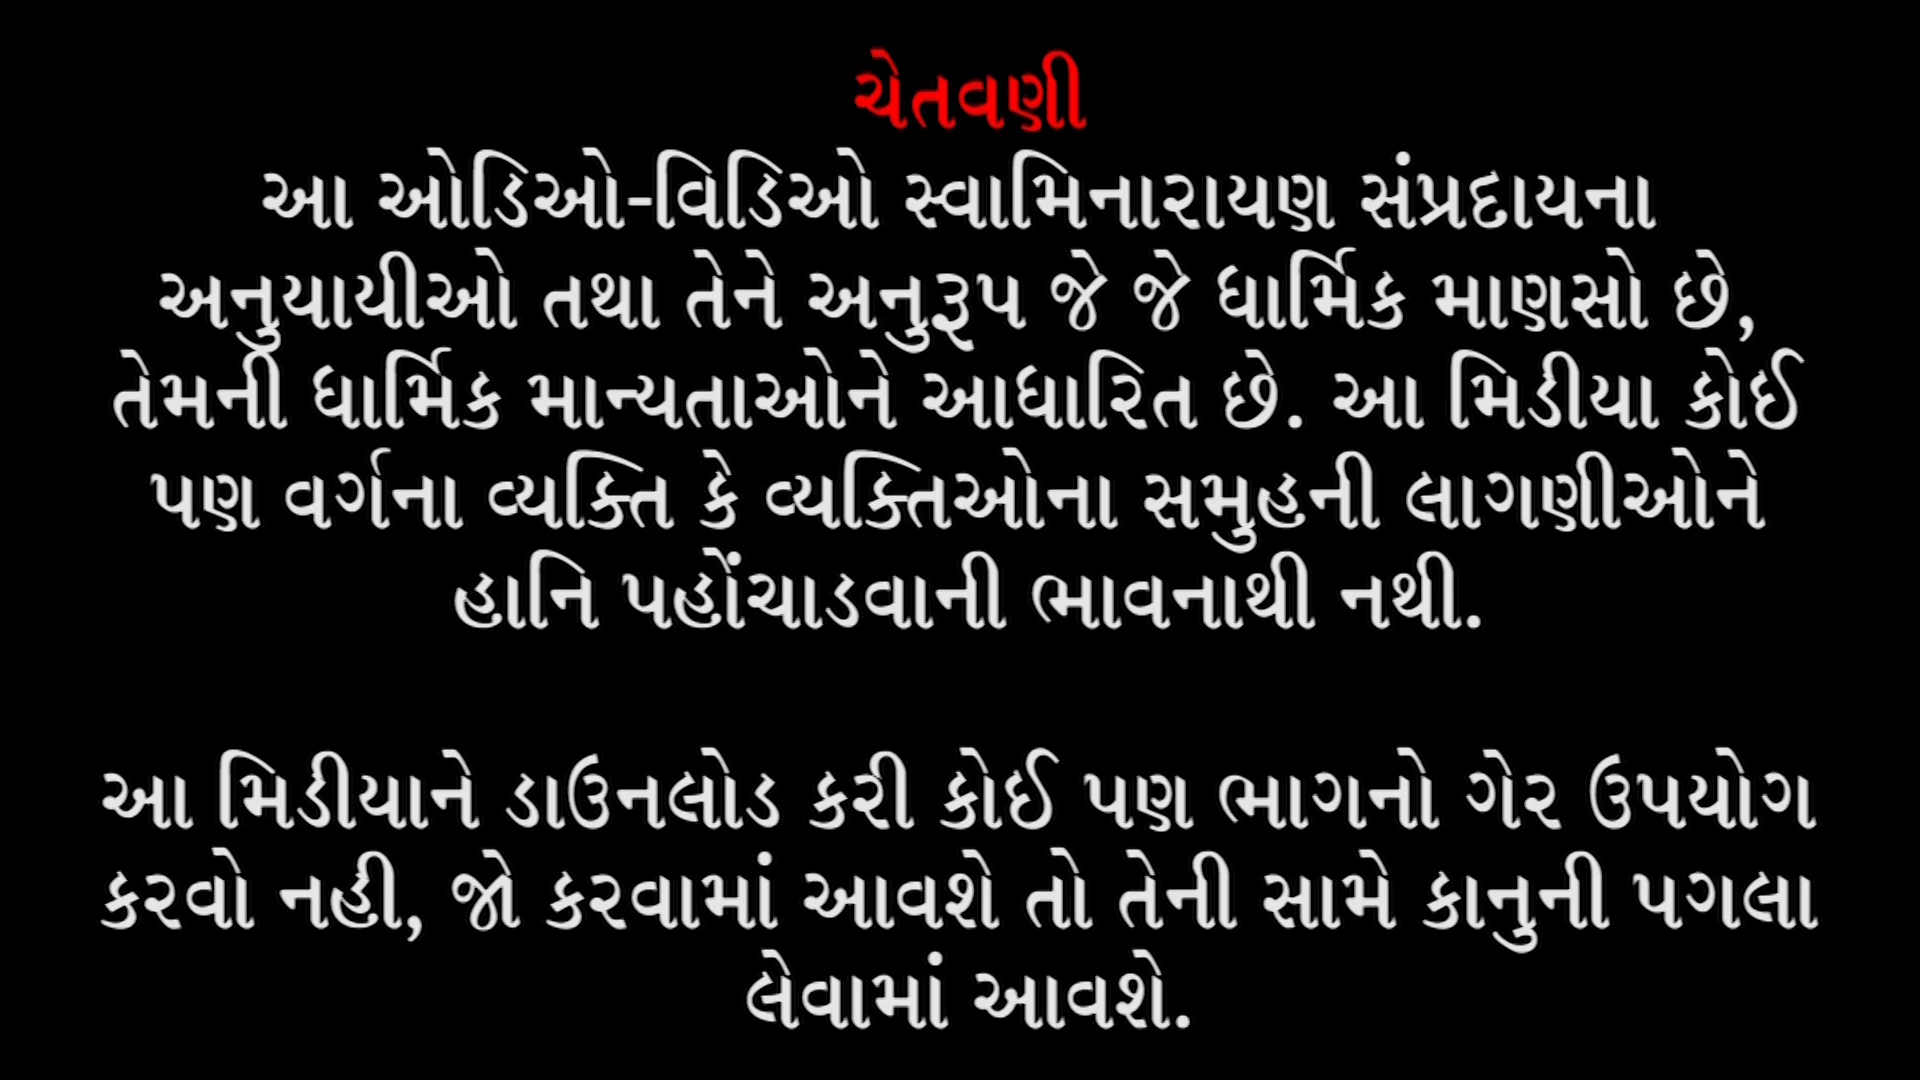 ચેતવણી
આ ઓડિઓ-વિડિઓ સ્વામિનારાયણ સંપ્રદાયના
અનુયાયીઓ તથા તેને અનુરૂપ જે જે ધાર્મિક માણસો છે,
તેમની ધાર્મિક માન્યતાઓને આધારિત છે. આ મિડીયા કોઈ
પણ વર્ગના વ્યક્તિ કે વ્યક્તિઓના સમુહની લાગણીઓને
હાનિ પહોંચાડવાની ભાવનાથી નથી.
આ મિડીયાને ડાઉનલોડ કરી કોઈ પણ ભાગનો ગેર ઉપયોગ
કરવો નહી, જો કરવામાં આવશે તો તેની સામે કાનુની પગલા
લેવામાં આવશે.